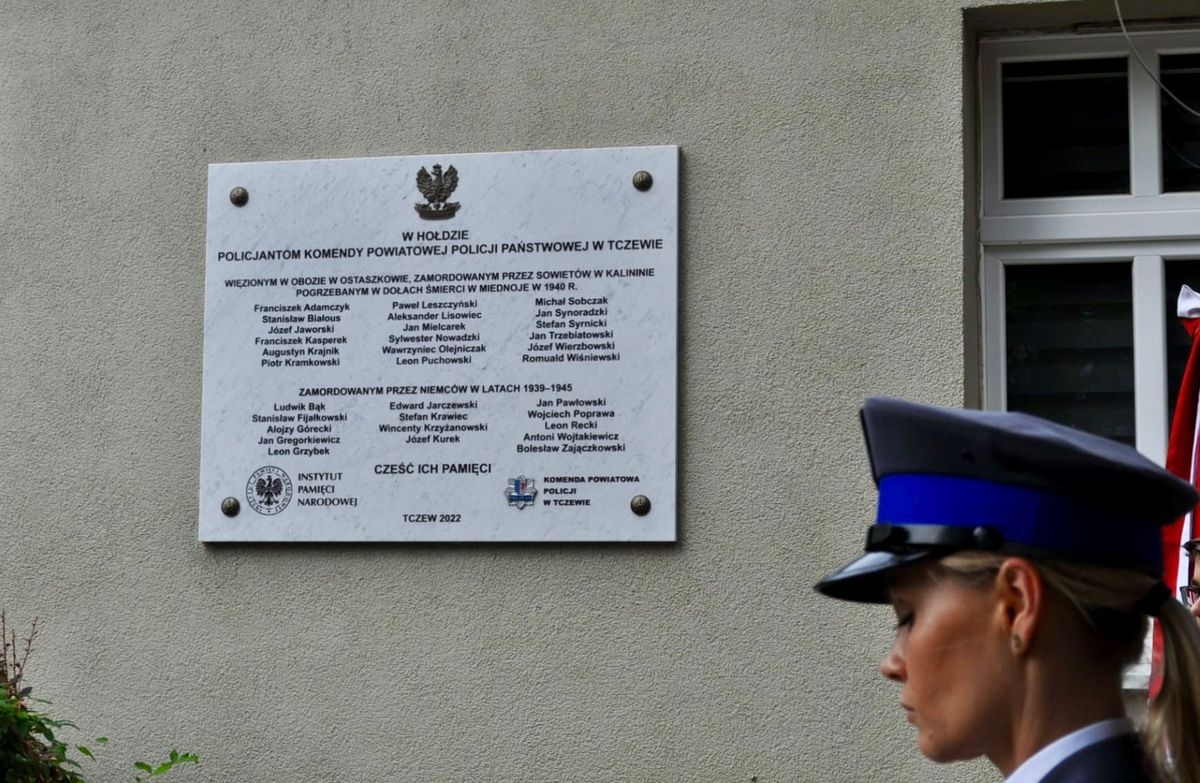 W HOŁDZIE
POLICJANTOM KOMENDY POWIATOWEJ POLICJI PAŃSTWOWEJ W TCZEWIE
WIĘZIONYM W OBOZIE W OSTASZKOWIE, ZAMORDOWANYM PRZEZ SOWIETÓW W KALININIE
POGRZEBANYM W DOŁACH ŚMIERCI W MIEDNOJE W 1940 R.
Franciszek Adamczyk
Stanisław Białous
Józef Jaworski
Franciszek Kasperek
Augustyn Krajnik
Piotr Kramkowski
Paweł Leszczyński
Aleksander Lisowiec
Jan Mielcarek
Sylwester Nowadzki
Wawrzyniec Olejniczak
Leon Puchowski
Michał Sobczak
Jan Synoradzki
Stefan Syrnicki
Jan Trzebiatowski
Józef Wierzbowski
Romuald Wiśniewski
ZAMORDOWANYM PRZEZ NIEMCÓW W LATACH 1939–1945
Ludwik Bąk
Stanisław Fijałkowski
Alojzy Górecki
Jan Gregorkiewicz
Leon Grzybek
Edward Jarczewski
Stefan Krawiec
Wincenty Krzyżanowski
Józef Kurek
Jan Pawłowski
Wojciech Poprawa
Leon Recki
Antoni Wojtakiewicz
Bolesław Zajączkowski
CZEŚĆ ICH PAMIĘCI
INSTYTUT
PAMIĘCI
NARODOWEJ
KOMENDA POWIATOWA
POLICJI
W TCZEWIE
TCZEW 2022